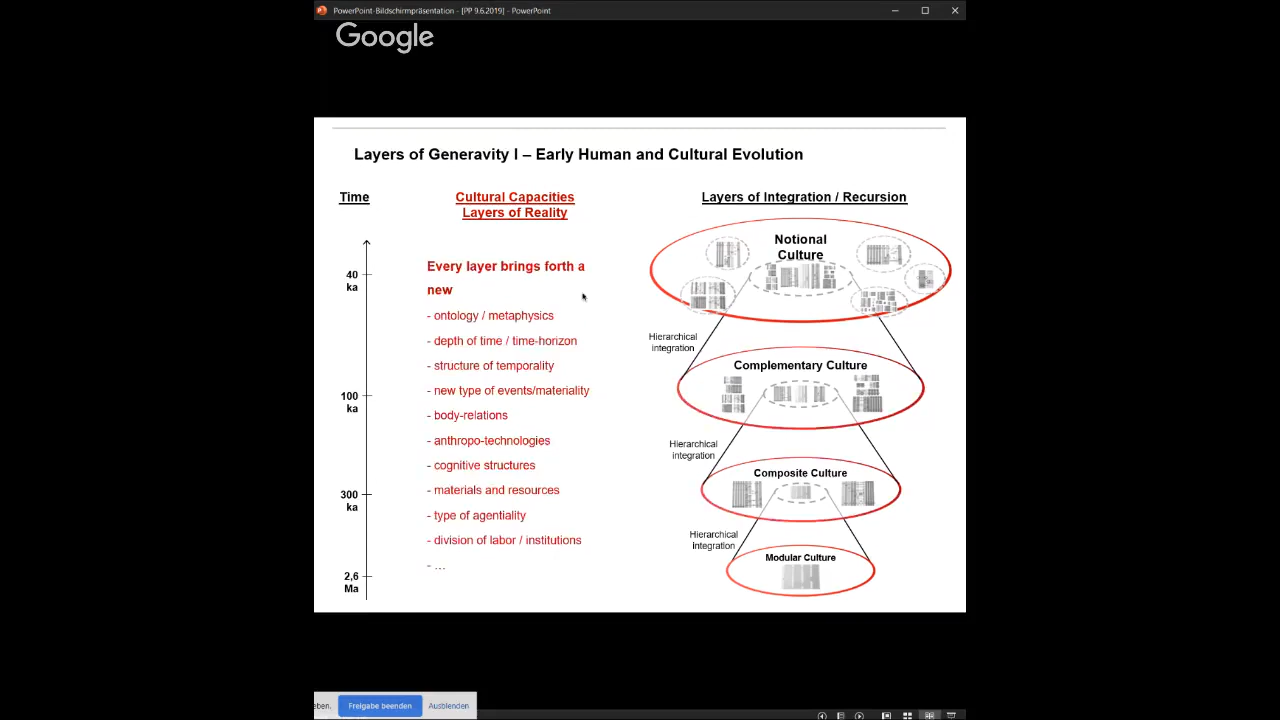 PowerPoint-Bildschirmpräsentation - [PP 9.6.2019] - PowerPoint
Google
Layers of Generavity I – Early Human and Cultural Evolution
Time
Cultural Capacities
Layers of Reality
Layers of Integration / Recursion
40
ka
100
ka
300
ka
2,6
Ma
Every layer brings forth a
new
- ontology / metaphysics
- depth of time / time-horizon
- structure of temporality
- new type of events/materiality
- body-relations
- anthropo-technologies
- cognitive structures
- materials and resources
- type of agentiality
- division of labor / institutions
- ...
Notional
Culture
Hierarchical
integration
Complementary Culture
Hierarchical
integration
Composite Culture
Hierarchical
integration
Modular Culture
eben.
Freigabe beenden
Ausblenden